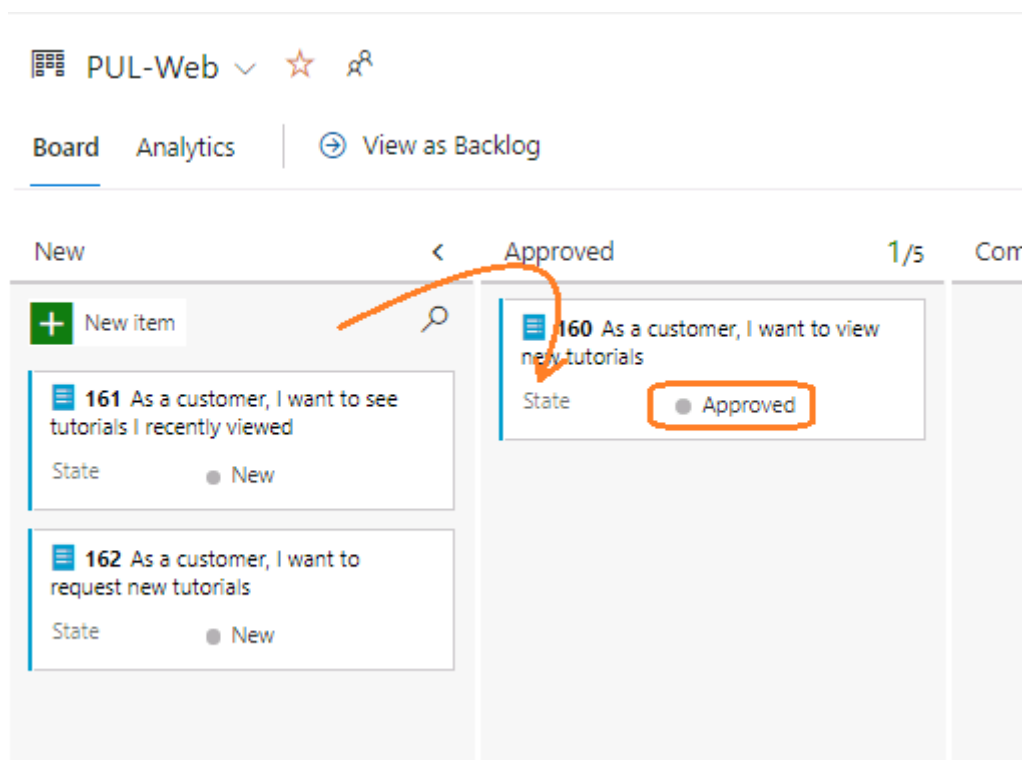 PUL-Web
Board Analytics View as Backlog
New
New item
161 As a customer, I want to see
tutorials I recently viewed
State New
162 As a customer, I want to
request new tutorials
State New
Approved 1/5
160 As a customer, I want to view
new tutorials
State Approved
Com